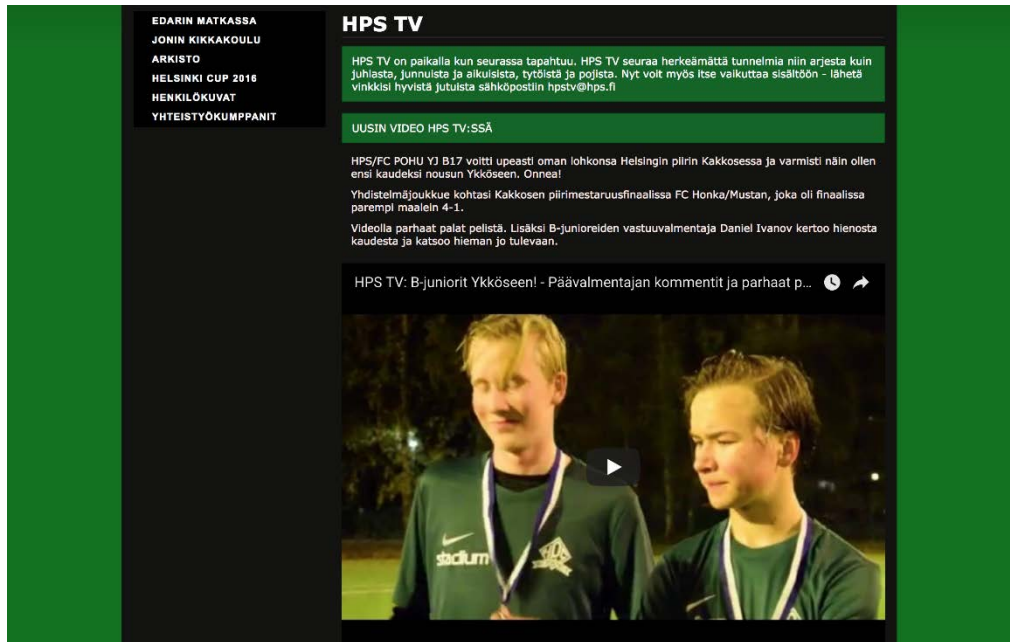 EDARIN MATKASSA
JONIN KIKKAKOULU
ARKISTO
HELSINKI CUP 2016
HENKILÖKUVAT
YHTEISTYÖKUMPPANIT
HPS TV
HPS TV on paikalla kun seurassa tapahtuu. HPS TV seuraa herkeämättä tunnelmia niin arjesta kuin
juhlasta, junnuista ja aikuisista, tytöistä ja pojista. Nyt voit myös itse vaikuttaa sisältöön - lähetä
vinkkisi hyvistä jutuista sähköpostiin hpstv@hps.fi
UUSIN VIDEO HPS TV:SSÄ
HPS/FC POHU YJ B17 voitti upeasti oman lohkonsa Helsingin piirin Kakkosessa ja varmisti näin ollen
ensi kaudeksi nousun Ykköseen. Onnea!
Yhdistelmäjoukkue kohtasi Kakkosen piirimestaruusfinaalissa FC Honka/Mustan, joka oli finaalissa
parempi maalein 4-1.
Videolla parhaat palat pelistä. Lisäksi B-junioreiden vastuuvalmentaja Daniel Ivanov kertoo hienosta
kaudesta ja katsoo hieman jo tulevaan.
HPS TV: B-juniorit Ykköseen! - Päävalmentajan kommentit ja parhaat p...
stadium
HPS